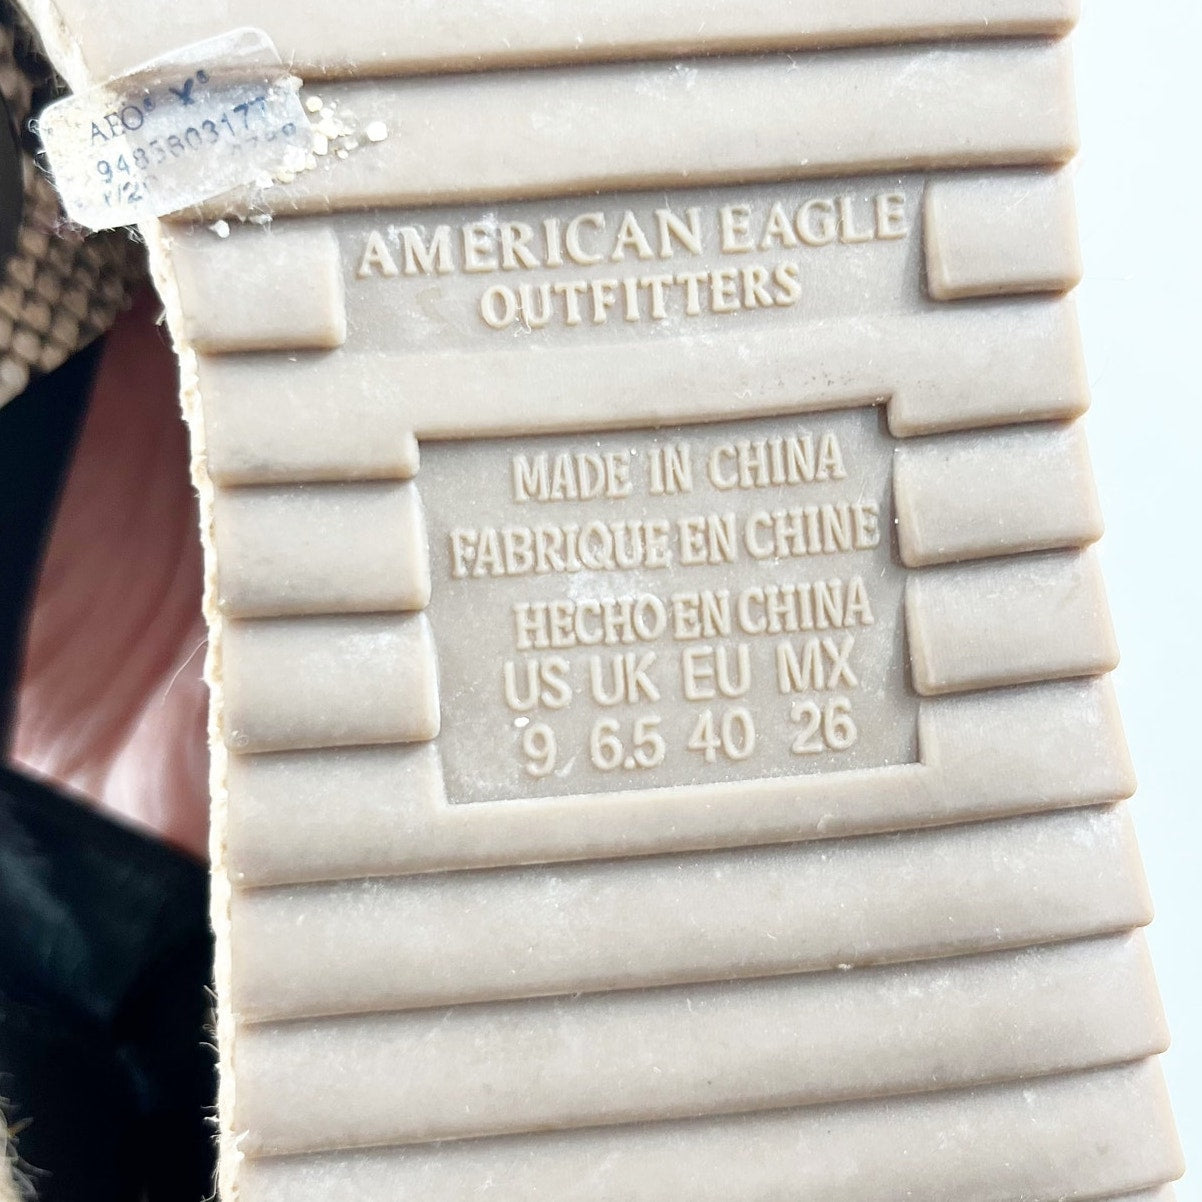 AEO®
AMERICAN EAGLE
OUTFITTERS
MADE IN CHINA
FABRIQUE EN CHINE
HECHO EN CHINA
US UK EU MX
9 6.5 40 26